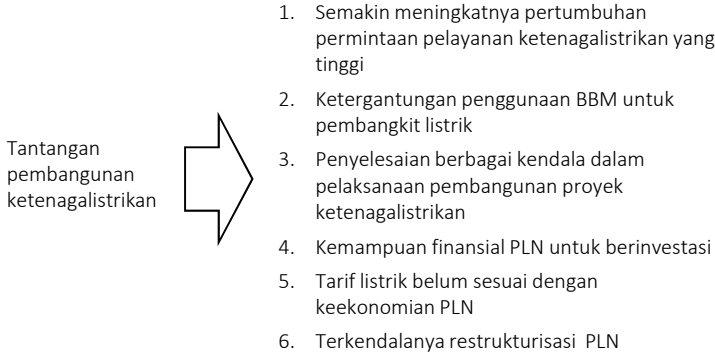 Tantangan
pembangunan
ketenagalistrikan
1. Semakin meningkatnya pertumbuhan
permintaan pelayanan ketenagalistrikan yang
tinggi
2. Ketergantungan penggunaan BBM untuk
pembangkit listrik
3. Penyelesaian berbagai kendala dalam
pelaksanaan pembangunan proyek
ketenagalistrikan
4. Kemampuan finansial PLN untuk berinvestasi
5. Tarif listrik belum sesuai dengan
keekonomian PLN
6. Terkendalanya restrukturisasi PLN